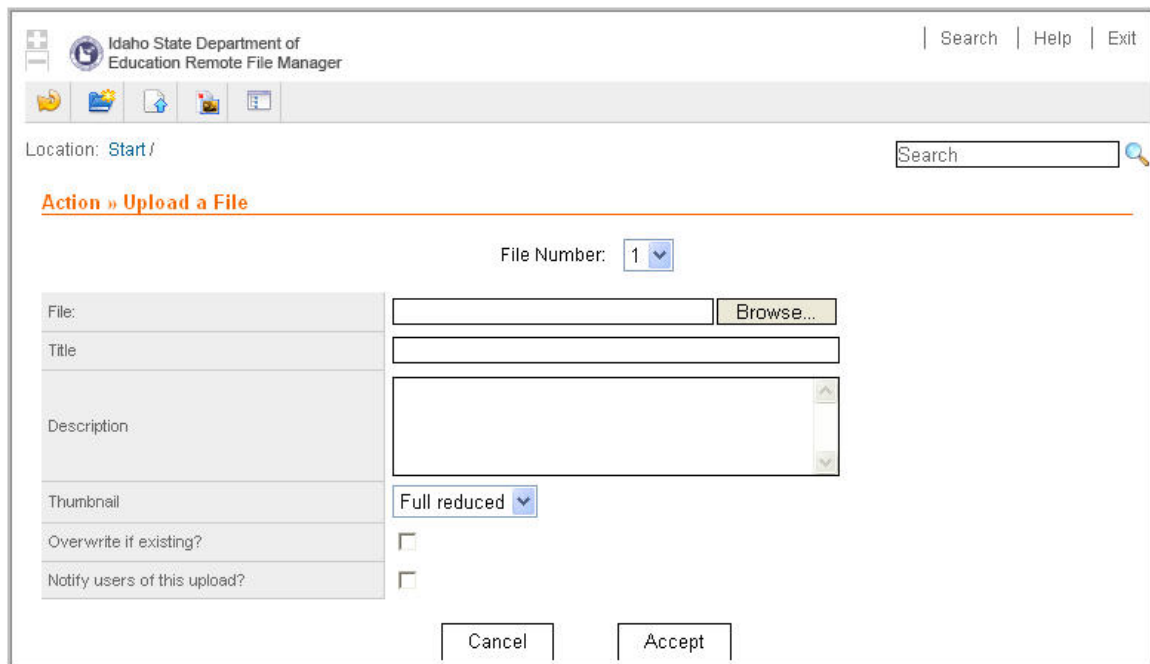 Idaho State Department of
Education Remote File Manager
| Search | Help | Exit
Location: Start /
Search
Action » Upload a File
File Number: 1
File: Browse...
Title
Description
Thumbnail Full reduced
Overwrite if existing?
Notify users of this upload?
Cancel Accept